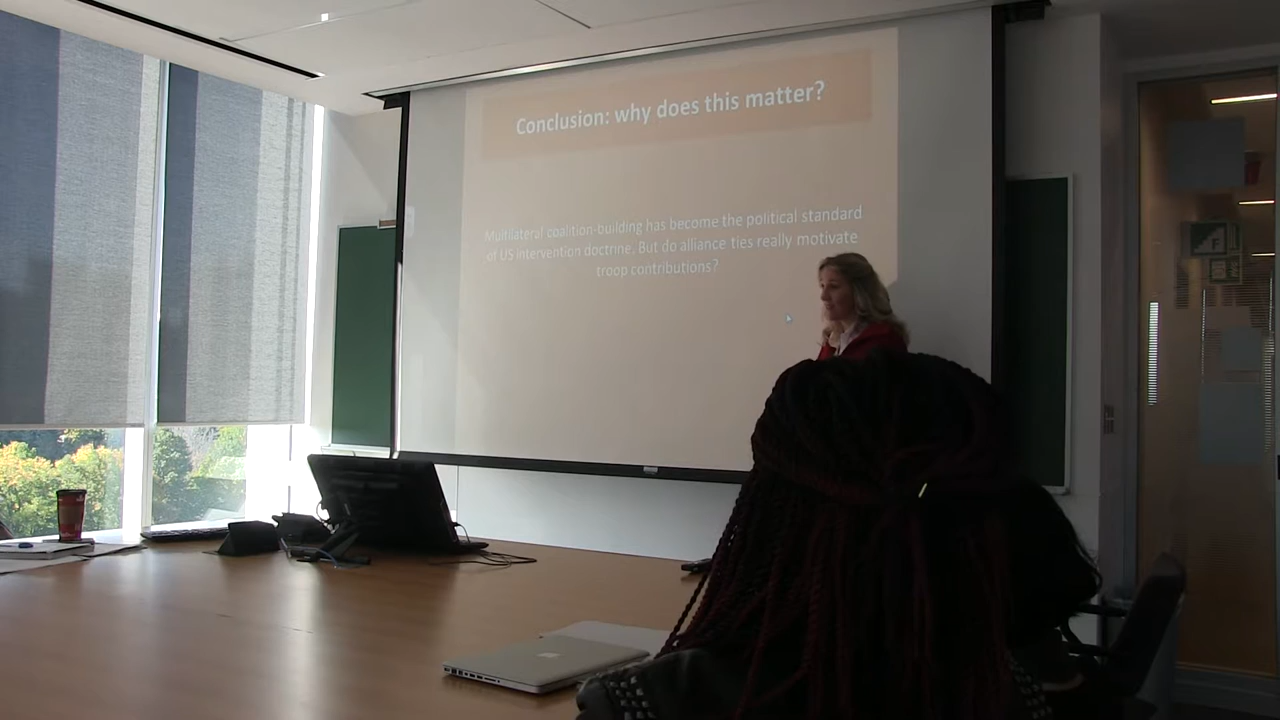 Conclusion: why does this matter?
Multilateral coalition-building has become the political standard
of US intervention doctrine. But do alliance ties really motivate
troop contributions?